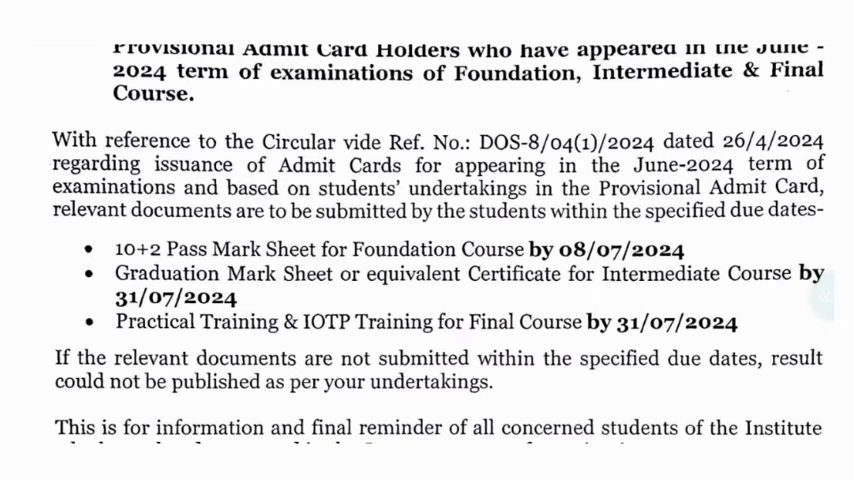 Provisional Admit Card Holders who have appeared in the June -
2024 term of examinations of Foundation, Intermediate & Final
Course.
With reference to the Circular vide Ref. No.: DOS-8/04(1)/2024 dated 26/4/2024
regarding issuance of Admit Cards for appearing in the June-2024 term of
examinations and based on students' undertakings in the Provisional Admit Card,
relevant documents are to be submitted by the students within the specified due dates-
• 10+2 Pass Mark Sheet for Foundation Course by 08/07/2024
• Graduation Mark Sheet or equivalent Certificate for Intermediate Course by
31/07/2024
• Practical Training & IOTP Training for Final Course by 31/07/2024
If the relevant documents are not submitted within the specified due dates, result
could not be published as per your undertakings.
This is for information and final reminder of all concerned students of the Institute